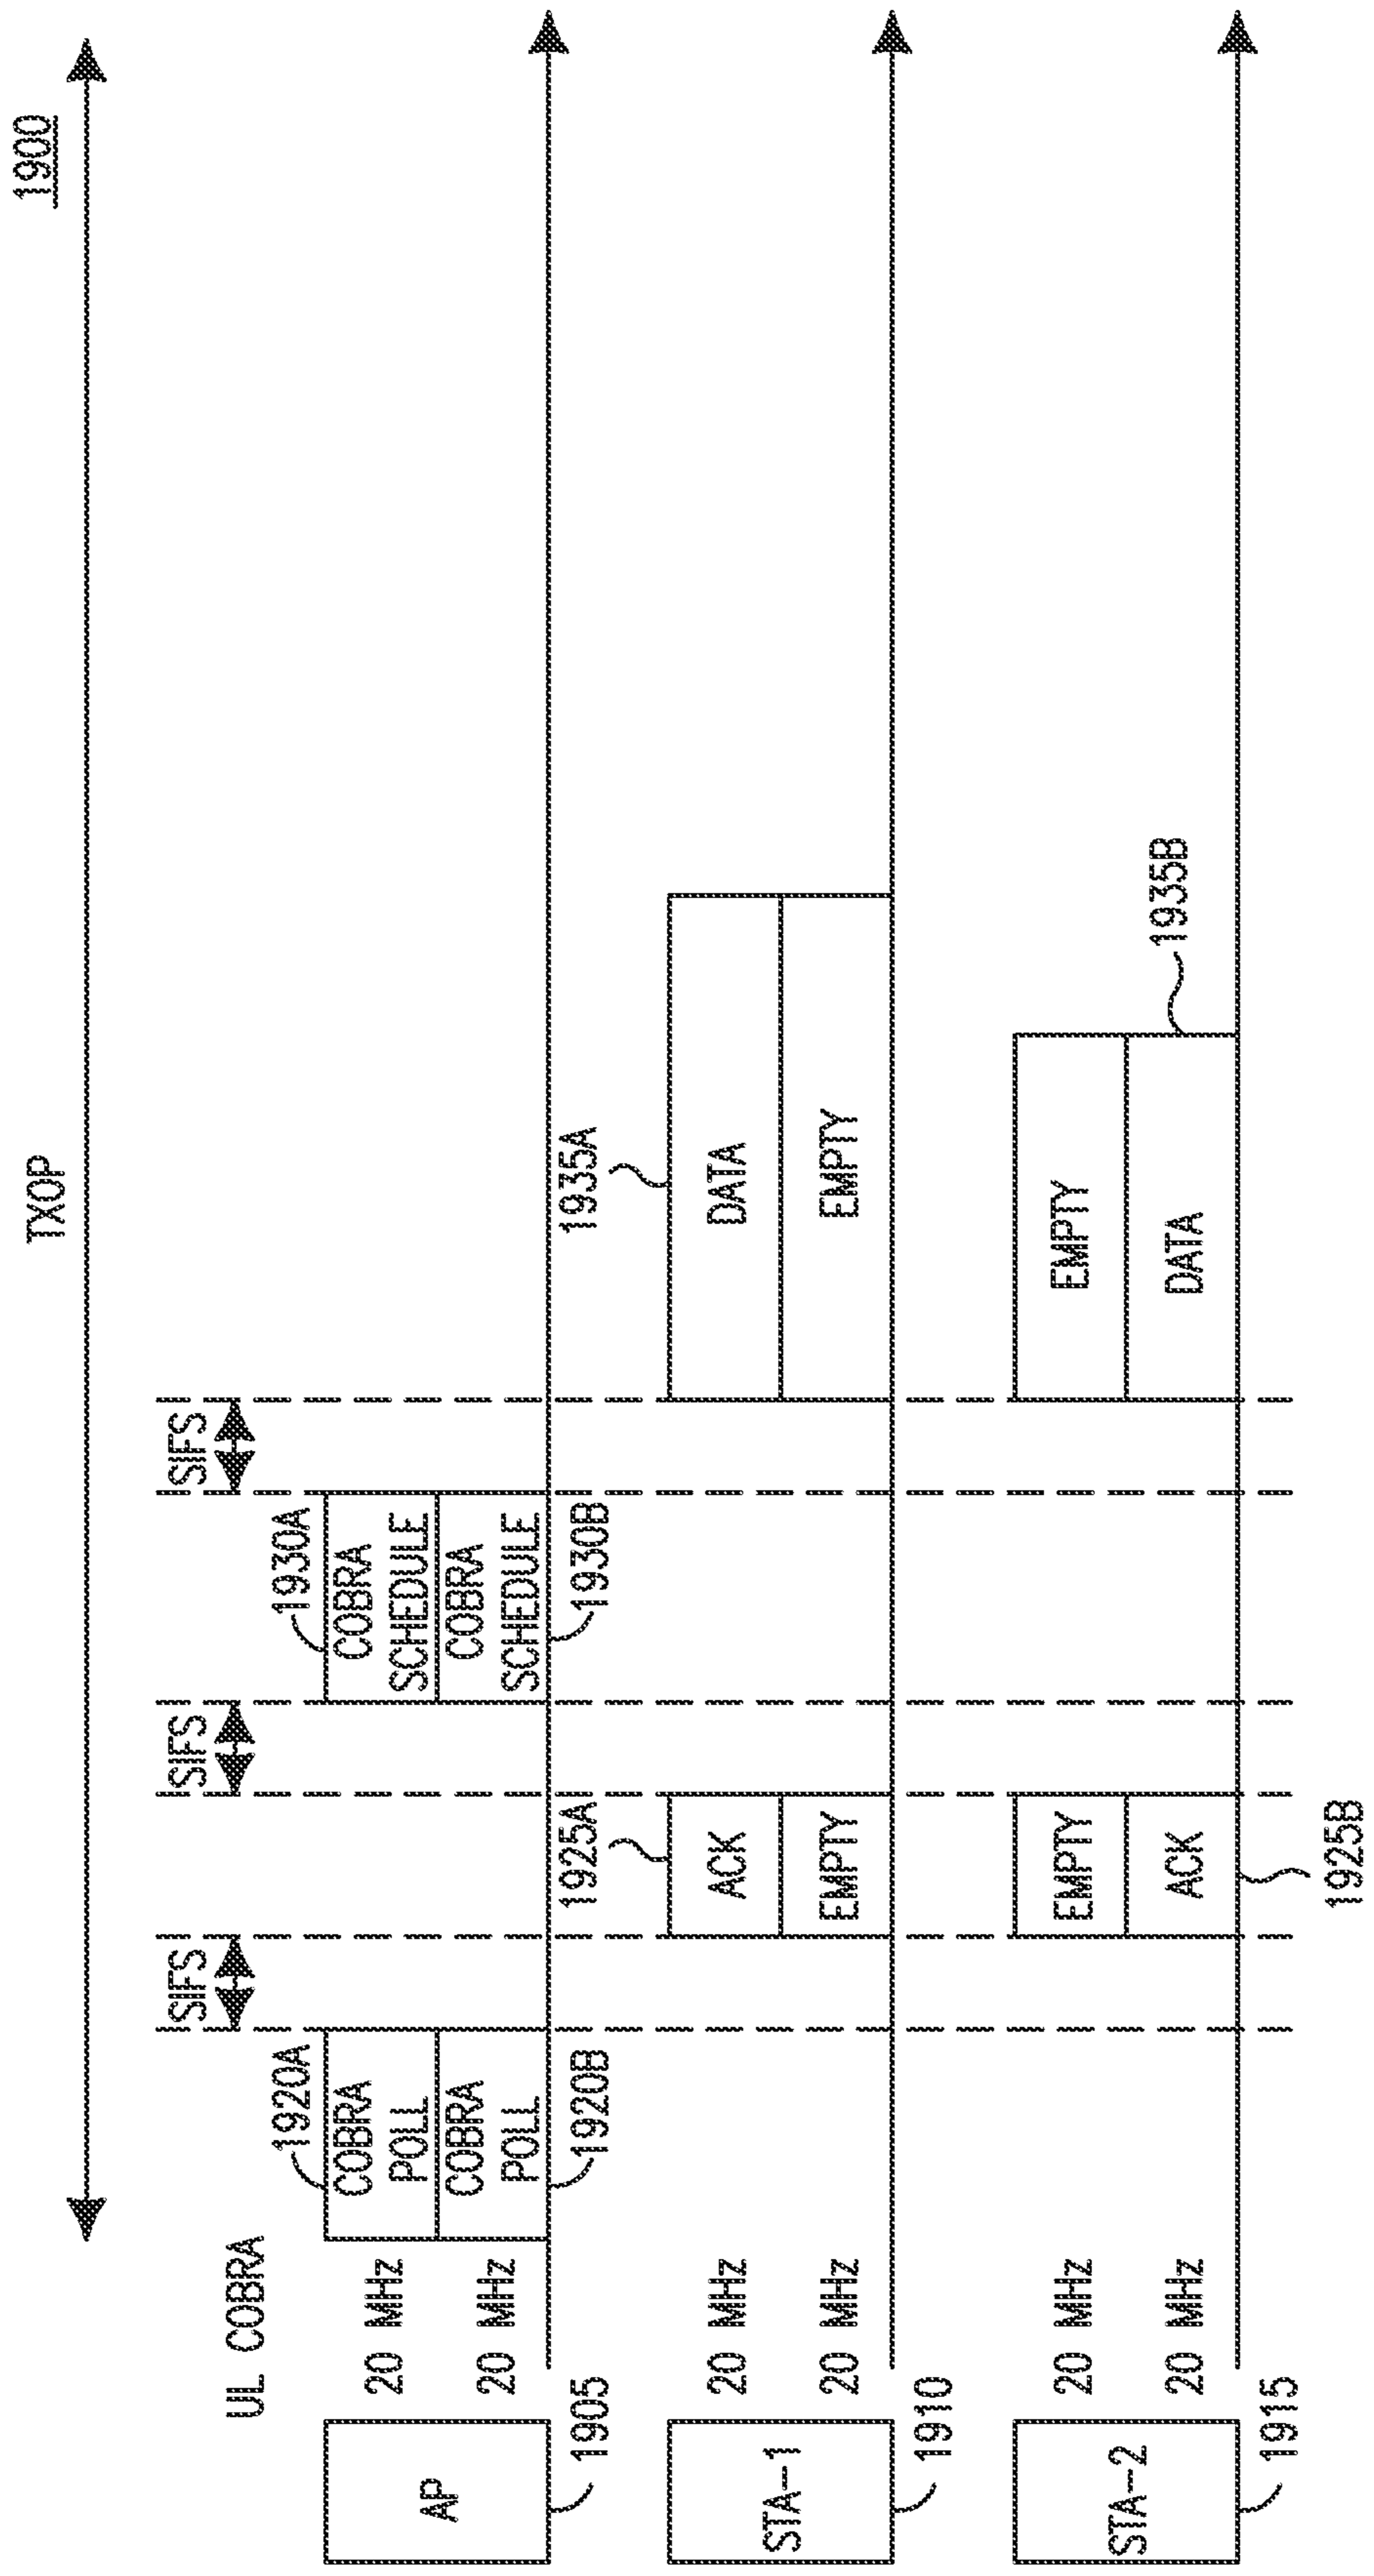 1900
TXOP
UL COBRA
SIFS
SIFS
SIFS
AP
1905
20 MHz
20 MHz
1920A
COBRA
POLL
COBRA
POLL
1920B
1930A
COBRA
SCHEDULE
COBRA
SCHEDULE
1930B
STA-1
1910
20 MHz
20 MHz
1925A
ACK
EMPTY
1935A
DATA
EMPTY
STA-2
1915
20 MHz
20 MHz
EMPTY
ACK
1925B
EMPTY
DATA
1935B